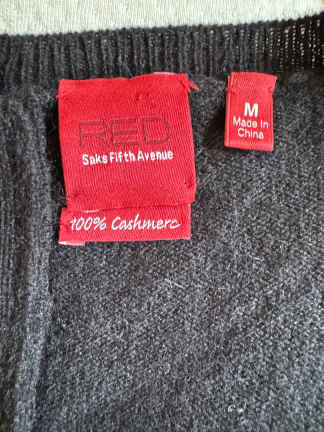 RED
Saks Fifth Avenue
100% Cashmere
M
Made in
China